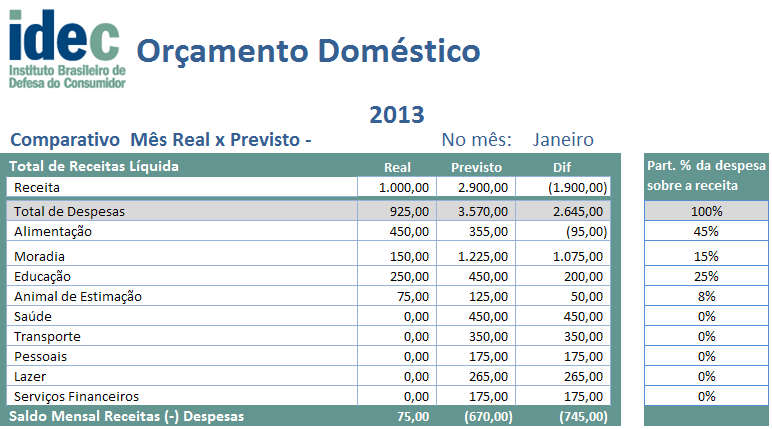 idec
Instituto Brasileiro de
Defesa do Consumidor
Orçamento Doméstico
2013
Comparativo Mês Real x Previsto - No mês: Janeiro
Total de Receitas Líquida Real Previsto Dif Part. % da despesa sobre a receita
Receita 1.000,00 2.900,00 (1.900,00)
Total de Despesas 925,00 3.570,00 2.645,00 100%
Alimentação 450,00 355,00 (95,00) 45%
Moradia 150,00 1.225,00 1.075,00 15%
Educação 250,00 450,00 200,00 25%
Animal de Estimação 75,00 125,00 50,00 8%
Saúde 0,00 450,00 450,00 0%
Transporte 0,00 350,00 350,00 0%
Pessoais 0,00 175,00 175,00 0%
Lazer 0,00 265,00 265,00 0%
Serviços Financeiros 0,00 175,00 175,00 0%
Saldo Mensal Receitas (-) Despesas 75,00 (670,00) (745,00)